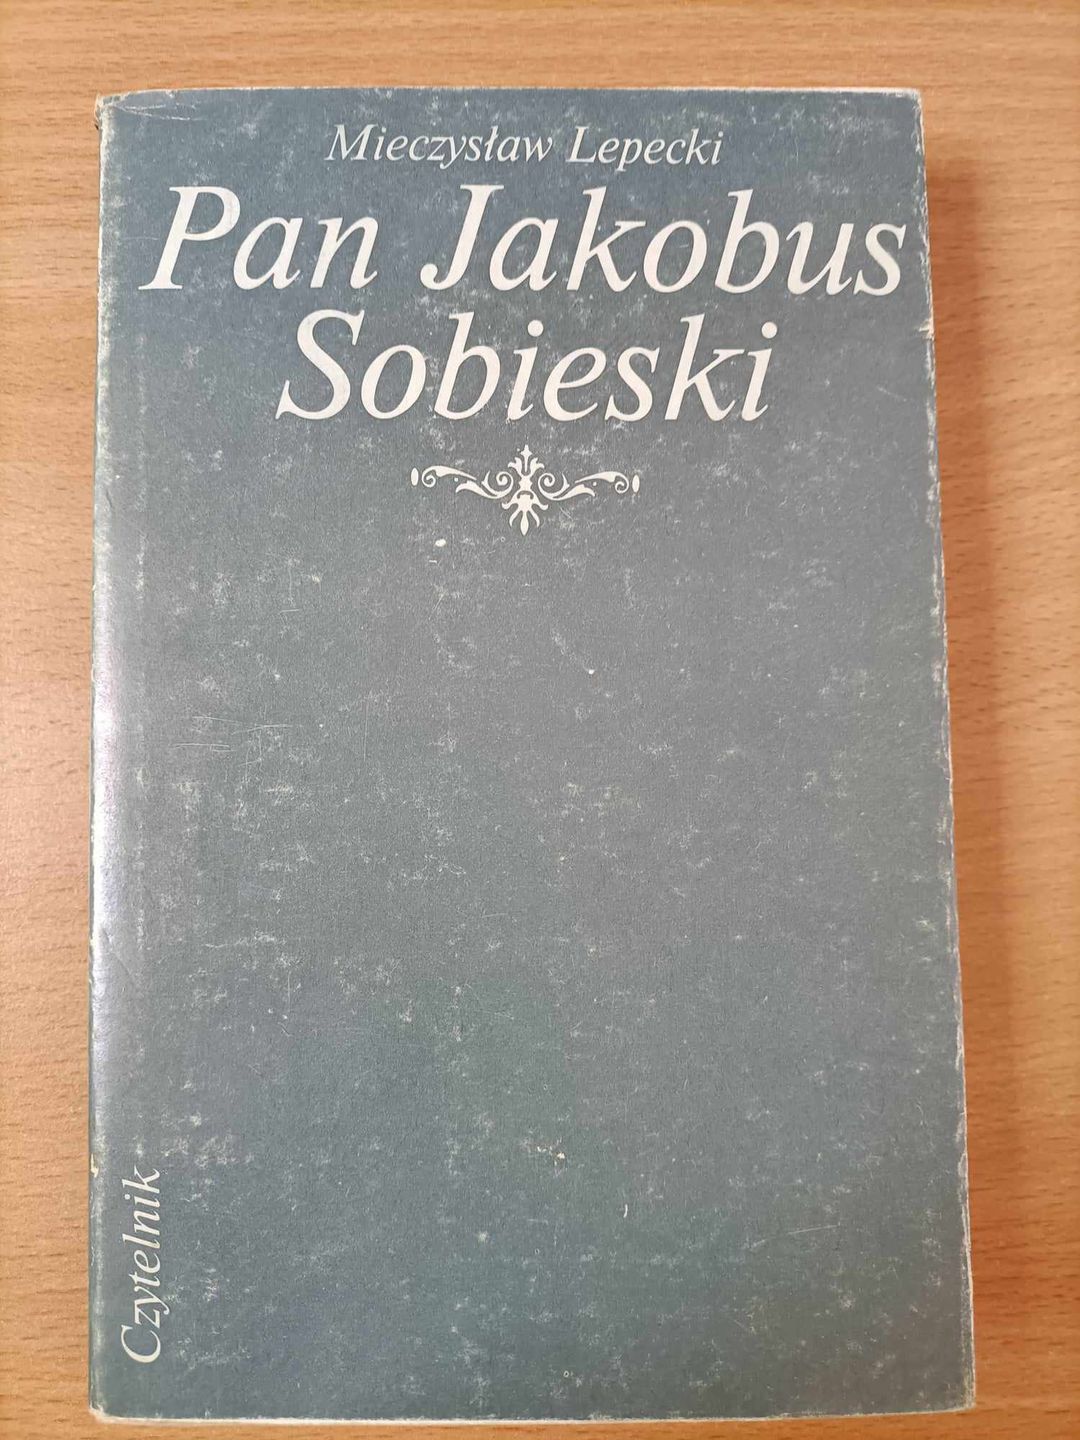 Mieczysław Lepecki
Pan Jakobus
Sobieski
Czytelnik